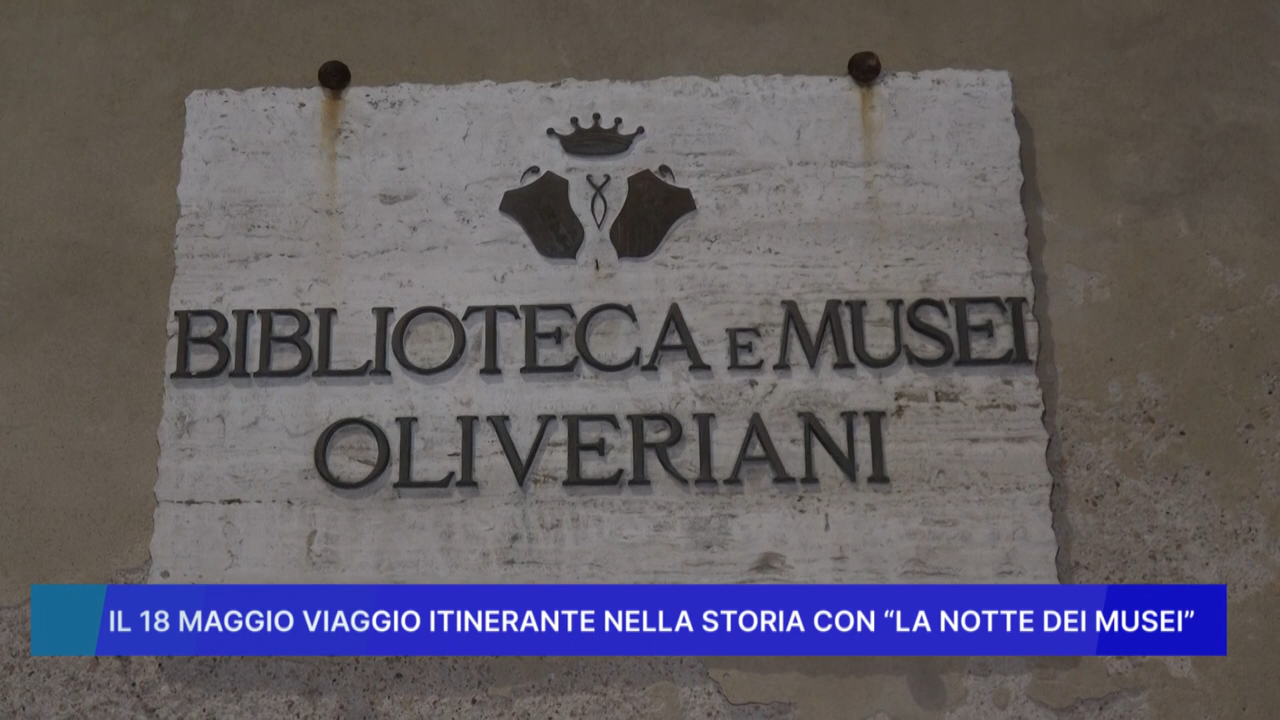 BIBLIOTECA E MUSEI
OLIVERIANI
IL 18 MAGGIO VIAGGIO ITINERANTE NELLA STORIA CON “LA NOTTE DEI MUSEI”